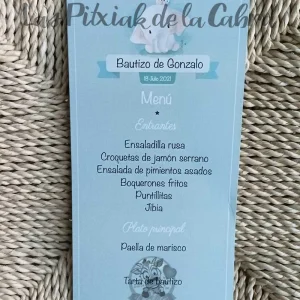 Las Pitxiak de la Cabra
Bautizo de Gonzalo
Menú
Entrantes
Ensaladilla rusa
Croquetas de jamón serrano
Ensalada de pimientos asados
Boquerones fritos
Puntillitas
Jibia
Plato principal
Paella de marisco
Tarta de bautizo